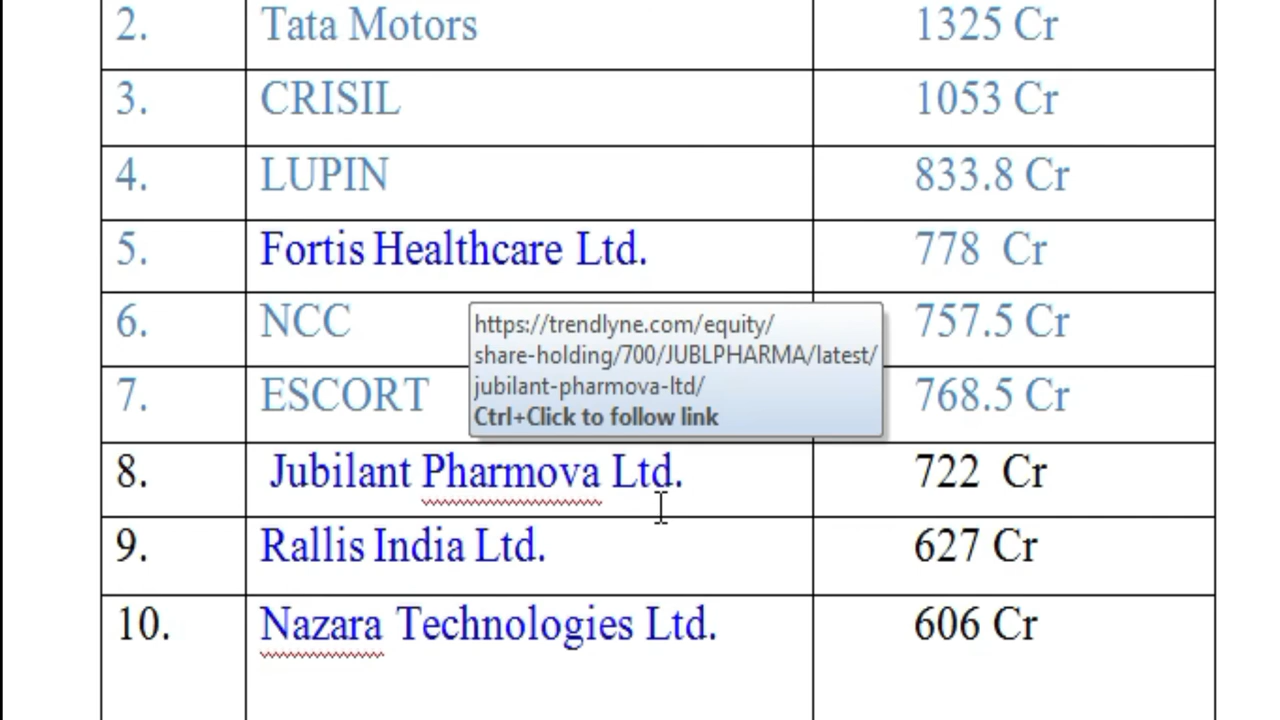 2. Tata Motors 1325 Cr
3. CRISIL 1053 Cr
4. LUPIN 833.8 Cr
5. Fortis Healthcare Ltd. 778 Cr
6. NCC 757.5 Cr
https://trendlyne.com/equity/
share-holding/700/JUBLPHARMA/latest/
jubilant-pharmova-ltd/
Ctrl+Click to follow link
7. ESCORT 768.5 Cr
8. Jubilant Pharmova Ltd. 722 Cr
9. Rallis India Ltd. 627 Cr
10. Nazara Technologies Ltd. 606 Cr